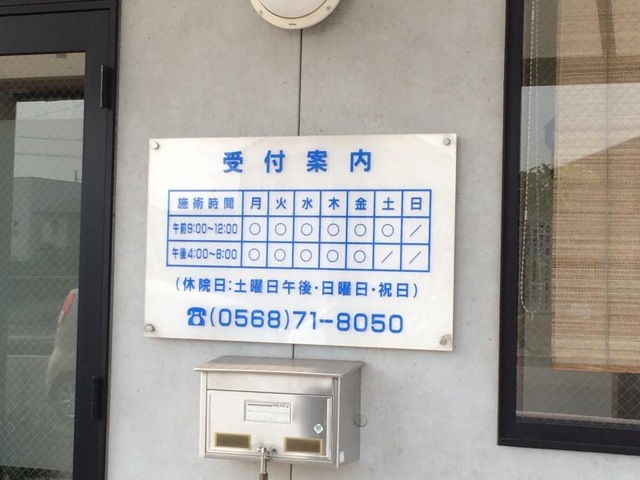 受付案内
施術時間 月 火 水 木 金 土 日
午前9:00〜12:00 ○ ○ ○ ○ ○ ○ ／
午後4:00〜8:00 ○ ○ ○ ○ ○ ／ ／
(休院日:土曜日午後・日曜日・祝日)
☎(0568)71-8050